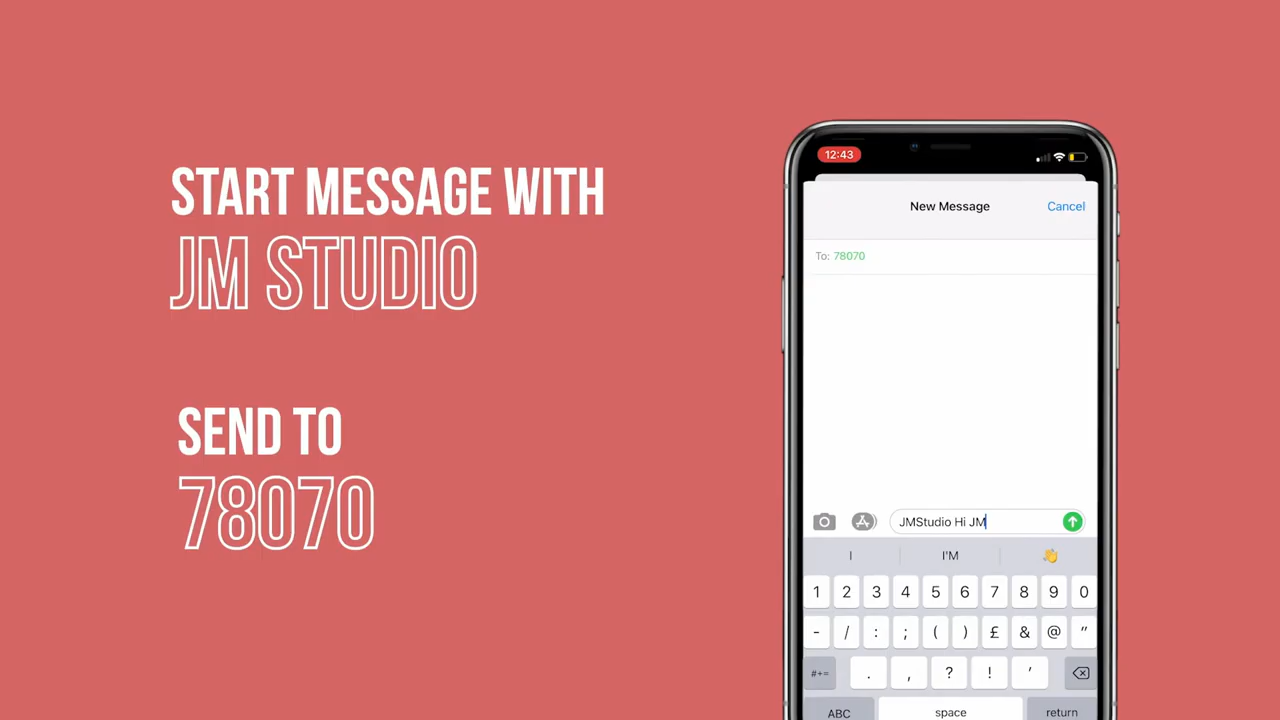 START MESSAGE WITH
JM STUDIO
SEND TO
78070
12:43
New Message
Cancel
To: 78070
JMStudio Hi JM
I
I'M
👋
1 2 3 4 5 6 7 8 9 0
- / : ; ( ) £ & @ "
#+= . , ? ! '
ABC space return